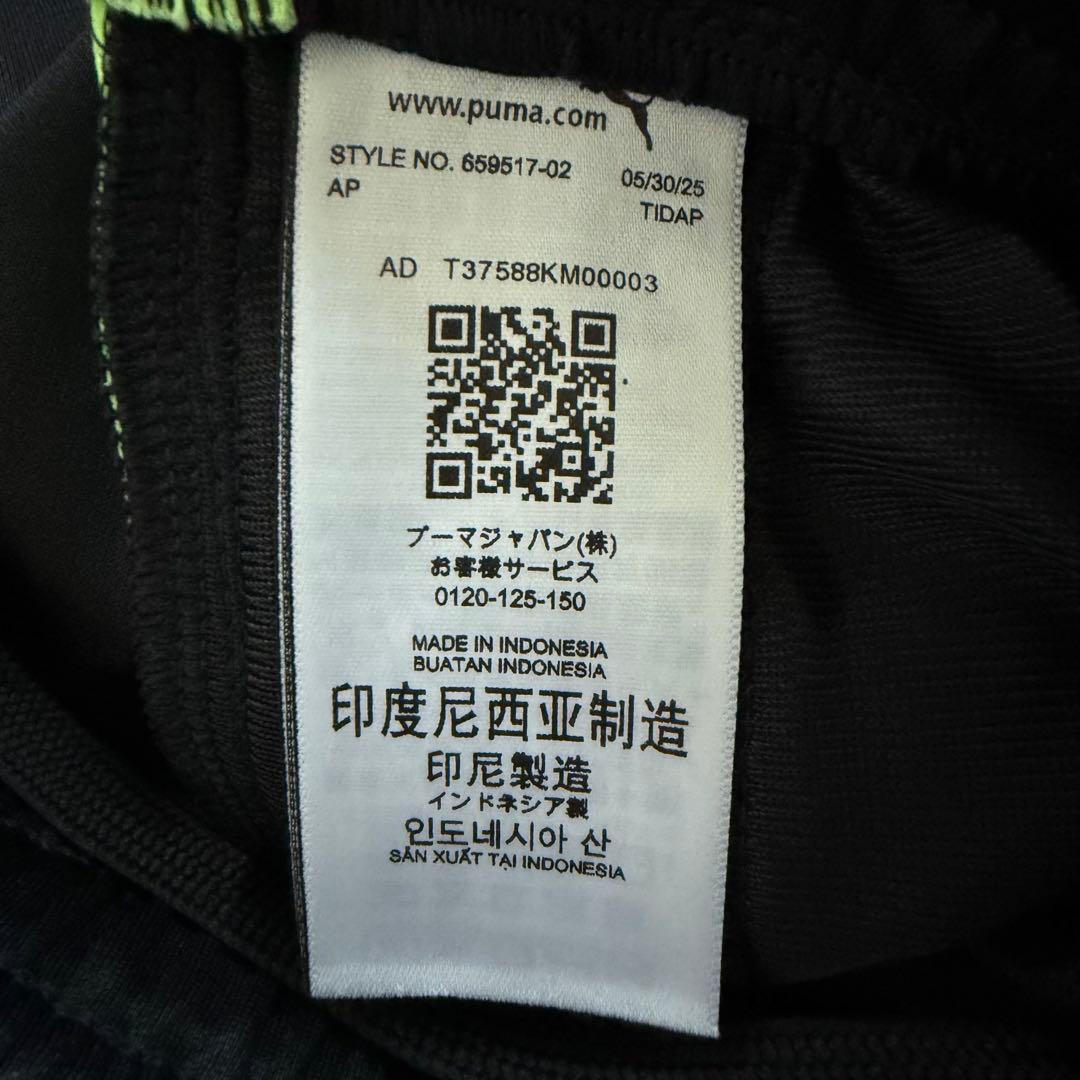 www.puma.com
STYLE NO. 659517-02 05/30/25
AP TIDAP
AD T37588KM00003
プーマジャパン(株)
お客様サービス
0120-125-150
MADE IN INDONESIA
BUATAN INDONESIA
印度尼西亚制造
印尼製造
インドネシア製
인도네시아 산
SẢN XUẤT TẠI INDONESIA